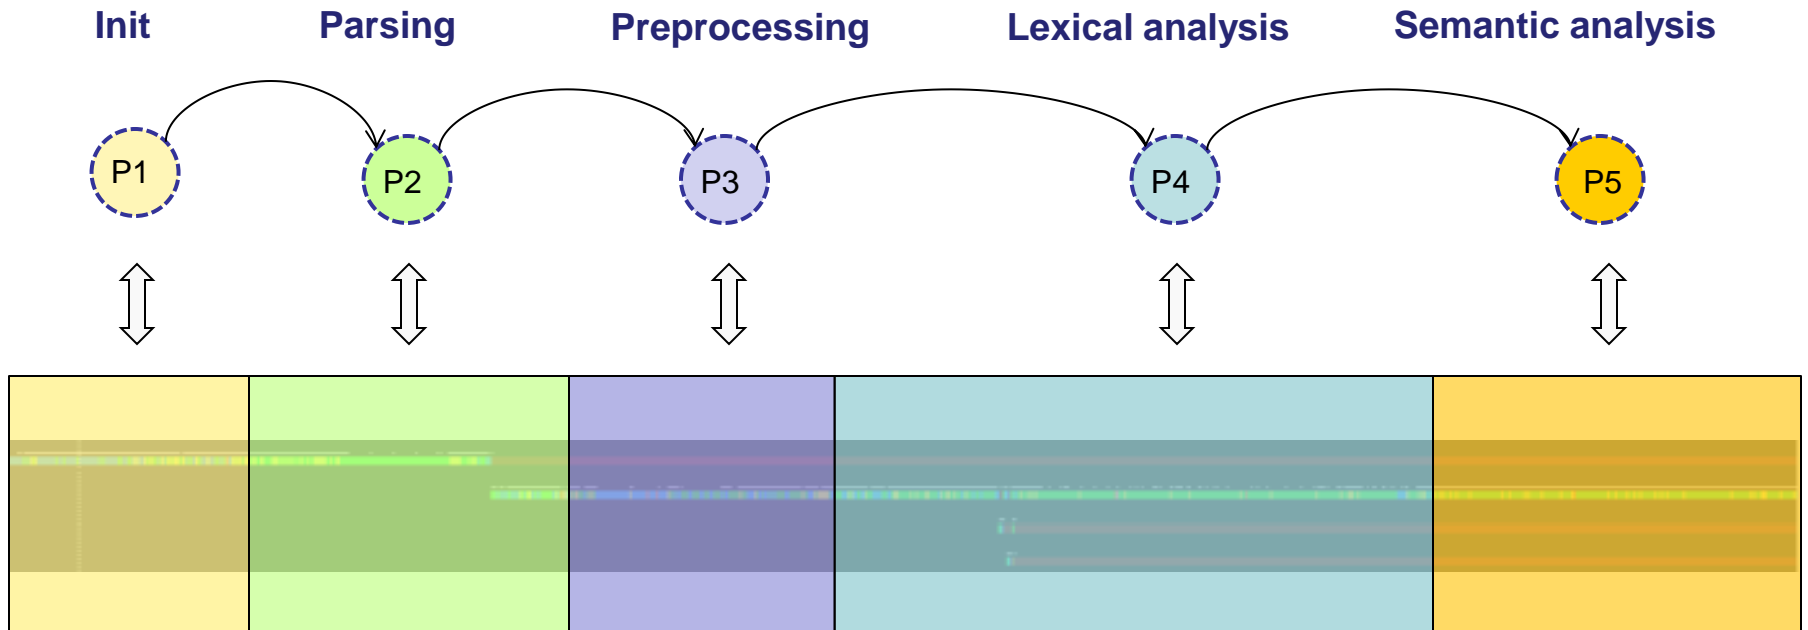 Init Parsing Preprocessing Lexical analysis Semantic analysis
P1 P2 P3 P4 P5